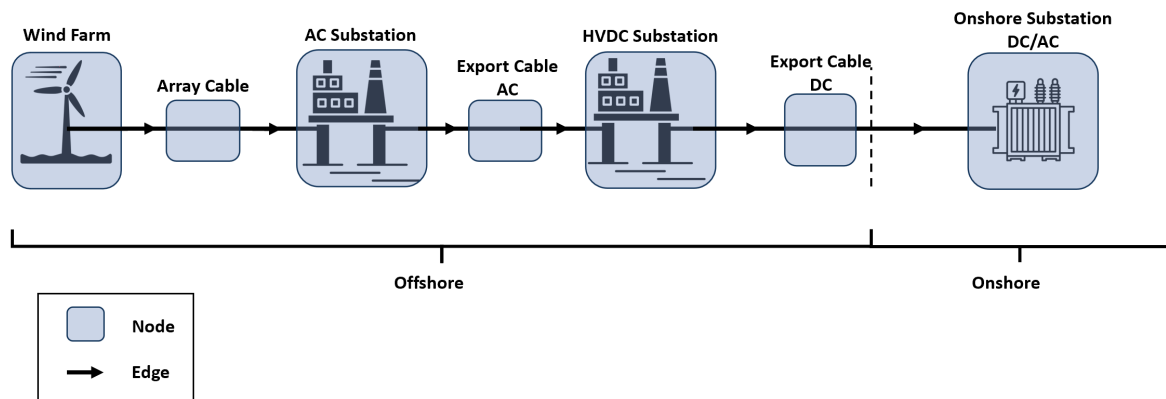 Wind Farm
Array Cable
AC Substation
Export Cable
AC
HVDC Substation
Export Cable
DC
Onshore Substation
DC/AC
Offshore
Onshore
Node
Edge